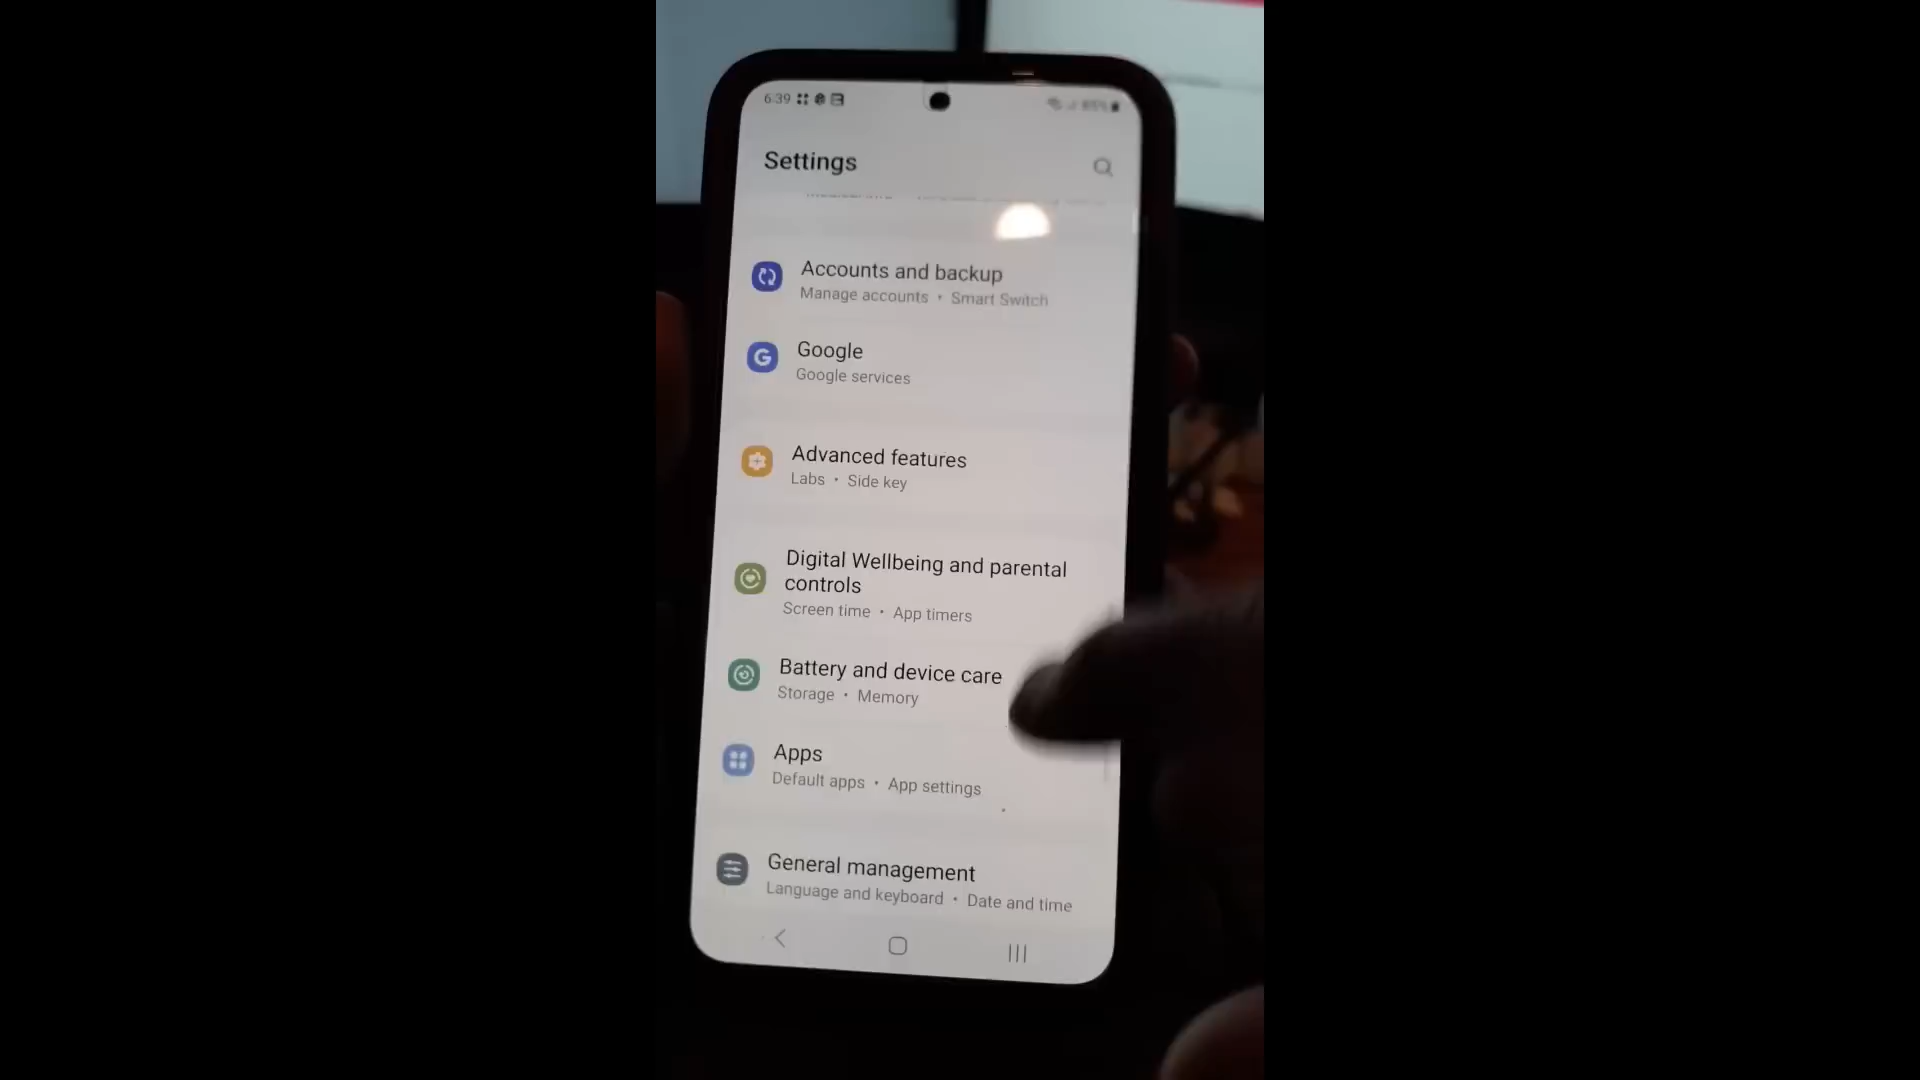 6:39
Settings
Accounts and backup
Manage accounts • Smart Switch
Google
Google services
Advanced features
Labs • Side key
Digital Wellbeing and parental
controls
Screen time • App timers
Battery and device care
Storage • Memory
Apps
Default apps • App settings
General management
Language and keyboard • Date and time